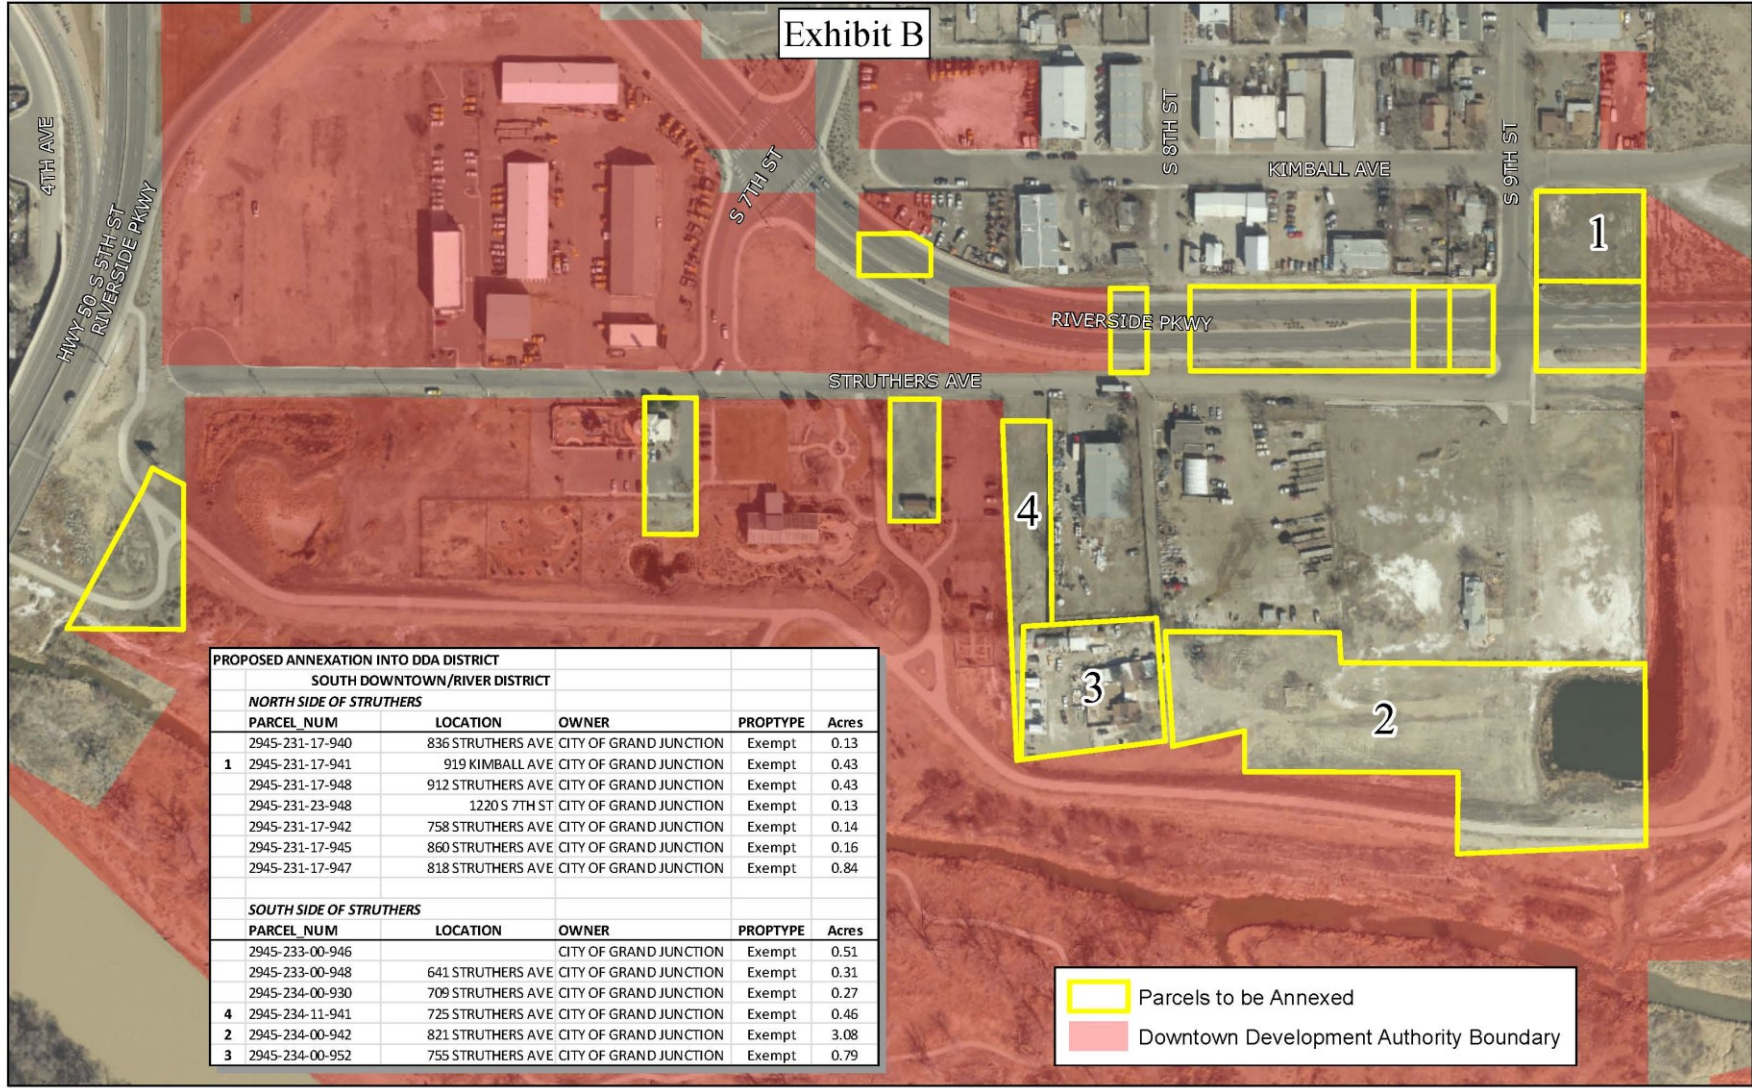 Exhibit B
4TH AVE
HWY 50 - S 5TH ST
RIVERSIDE PKWY
S 7TH ST
S 8TH ST
KIMBALL AVE
S 9TH ST
1
RIVERSIDE PKWY
STRUTHERS AVE
4
3
2
PROPOSED ANNEXATION INTO DDA DISTRICT
SOUTH DOWNTOWN/RIVER DISTRICT
NORTH SIDE OF STRUTHERS
PARCEL_NUM LOCATION OWNER PROPTYPE Acres
2945-231-17-940 836 STRUTHERS AVE CITY OF GRAND JUNCTION Exempt 0.13
1 2945-231-17-941 919 KIMBALL AVE CITY OF GRAND JUNCTION Exempt 0.43
2945-231-17-948 912 STRUTHERS AVE CITY OF GRAND JUNCTION Exempt 0.43
2945-231-23-948 1220 S 7TH ST CITY OF GRAND JUNCTION Exempt 0.13
2945-231-17-942 758 STRUTHERS AVE CITY OF GRAND JUNCTION Exempt 0.14
2945-231-17-945 860 STRUTHERS AVE CITY OF GRAND JUNCTION Exempt 0.16
2945-231-17-947 818 STRUTHERS AVE CITY OF GRAND JUNCTION Exempt 0.84
SOUTH SIDE OF STRUTHERS
PARCEL_NUM LOCATION OWNER PROPTYPE Acres
2945-233-00-946 CITY OF GRAND JUNCTION Exempt 0.51
2945-233-00-948 641 STRUTHERS AVE CITY OF GRAND JUNCTION Exempt 0.31
2945-234-00-930 709 STRUTHERS AVE CITY OF GRAND JUNCTION Exempt 0.27
4 2945-234-11-941 725 STRUTHERS AVE CITY OF GRAND JUNCTION Exempt 0.46
2 2945-234-00-942 821 STRUTHERS AVE CITY OF GRAND JUNCTION Exempt 3.08
3 2945-234-00-952 755 STRUTHERS AVE CITY OF GRAND JUNCTION Exempt 0.79
Parcels to be Annexed
Downtown Development Authority Boundary